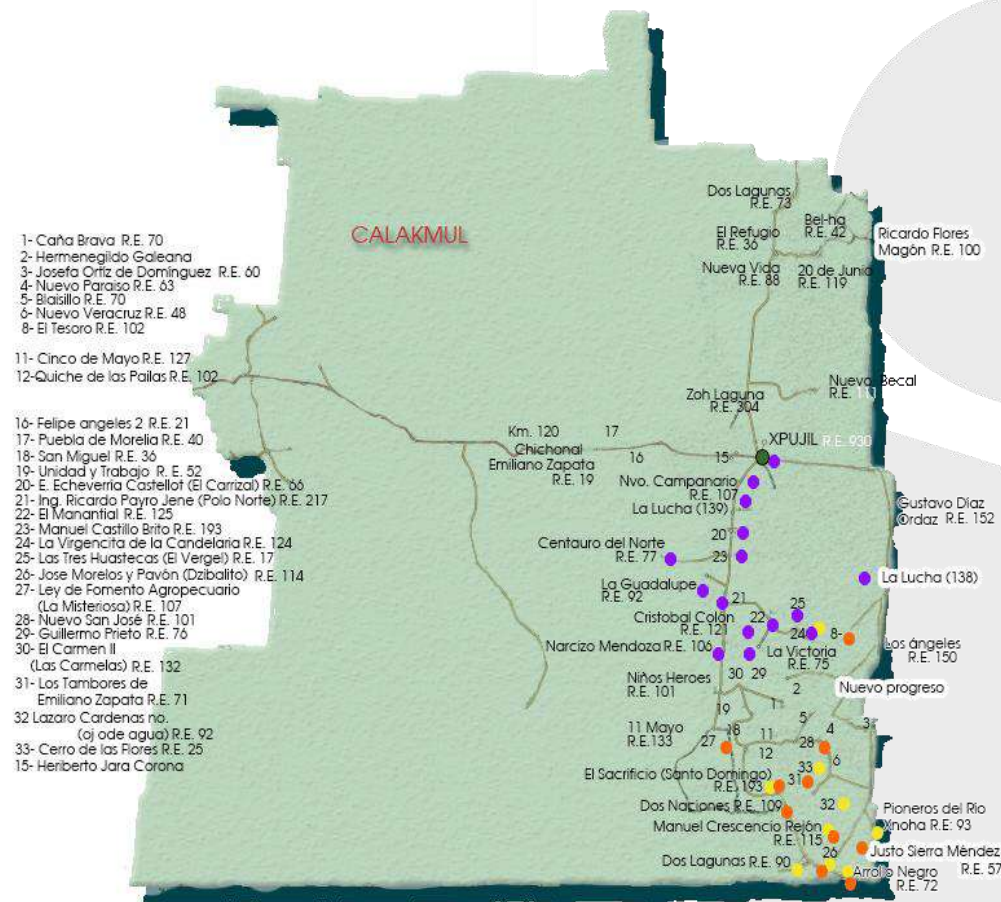 CALAKMUL
1- Caña Brava R.E. 70
2- Hermenegildo Galeana
3- Josefa Ortiz de Domínguez R.E. 60
4- Nuevo Paraiso R.E. 63
5- Blaisillo R.E. 70
6- Nuevo Veracruz R.E. 48
8- El Tesoro R.E. 102
11- Cinco de Mayo R.E. 127
12-Quiche de las Pailas R.E. 102
16- Felipe angeles 2 R.E. 21
17- Puebla de Morelia R.E. 40
18- San Miguel R.E. 36
19- Unidad y Trabajo R.E. 52
20- E. Echeverría Castellot (El Carrizal) R.E. 66
21- Ing. Ricardo Payro Jene (Polo Norte) R.E. 217
22- El Manantial R.E. 125
23- Manuel Castillo Brito R.E. 193
24- La Virgencita de la Candelaria R.E. 124
25- Las Tres Huastecas (El Vergel) R.E. 17
26- Jose Morelos y Pavón (Dzibalito) R.E. 114
27- Ley de Fomento Agropecuario
(La Misteriosa) R.E. 107
28- Nuevo San José R.E. 101
29- Guillermo Prieto R.E. 76
30- El Carmen II
(Las Carmelas) R.E. 132
31- Los Tambores de
Emiliano Zapata R.E. 71
32 Lazaro Cardenas no.
(oj ode agua) R.E. 92
33- Cerro de las Flores R.E. 25
15- Heriberto Jara Corona
Dos Lagunas
R.E. 73
Bel-ha
R.E. 42
El Refugio
R.E. 36
Ricardo Flores
Magón R.E. 100
Nueva Vida
R.E. 88
20 de Junio
R.E. 119
Nuevo Becal
R.E. 111
Zoh Laguna
R.E. 304
XPUJIL R.E. 930
Km. 120
17
16
15
Chichonal
Emiliano Zapata
R.E. 19
Nvo. Campanario
R.E. 107
La Lucha (139)
Gustavo Díaz
Ordaz R.E. 152
20
23
Centauro del Norte
R.E. 77
La Lucha (138)
La Guadalupe
R.E. 92
21
25
Cristobal Colón
R.E. 121
22
24
8-
Narcizo Mendoza R.E. 106
La Victoria
R.E. 75
Los ángeles
R.E. 150
30
29
Niños Heroes
R.E. 101
2
Nuevo progreso
1
19
5
3
11 Mayo
R.E.133
18
4
27
11
12
28
6
33
El Sacrificio (Santo Domingo)
R.E. 193
31
Dos Naciones R.E. 109
32
Pioneros del Rio
Xnoha R.E: 93
Manuel Crescencio Rejón
R.E. 115
26
Justo Sierra Méndez
R.E. 57
Dos Lagunas R.E. 90
Arrollo Negro
R.E. 72